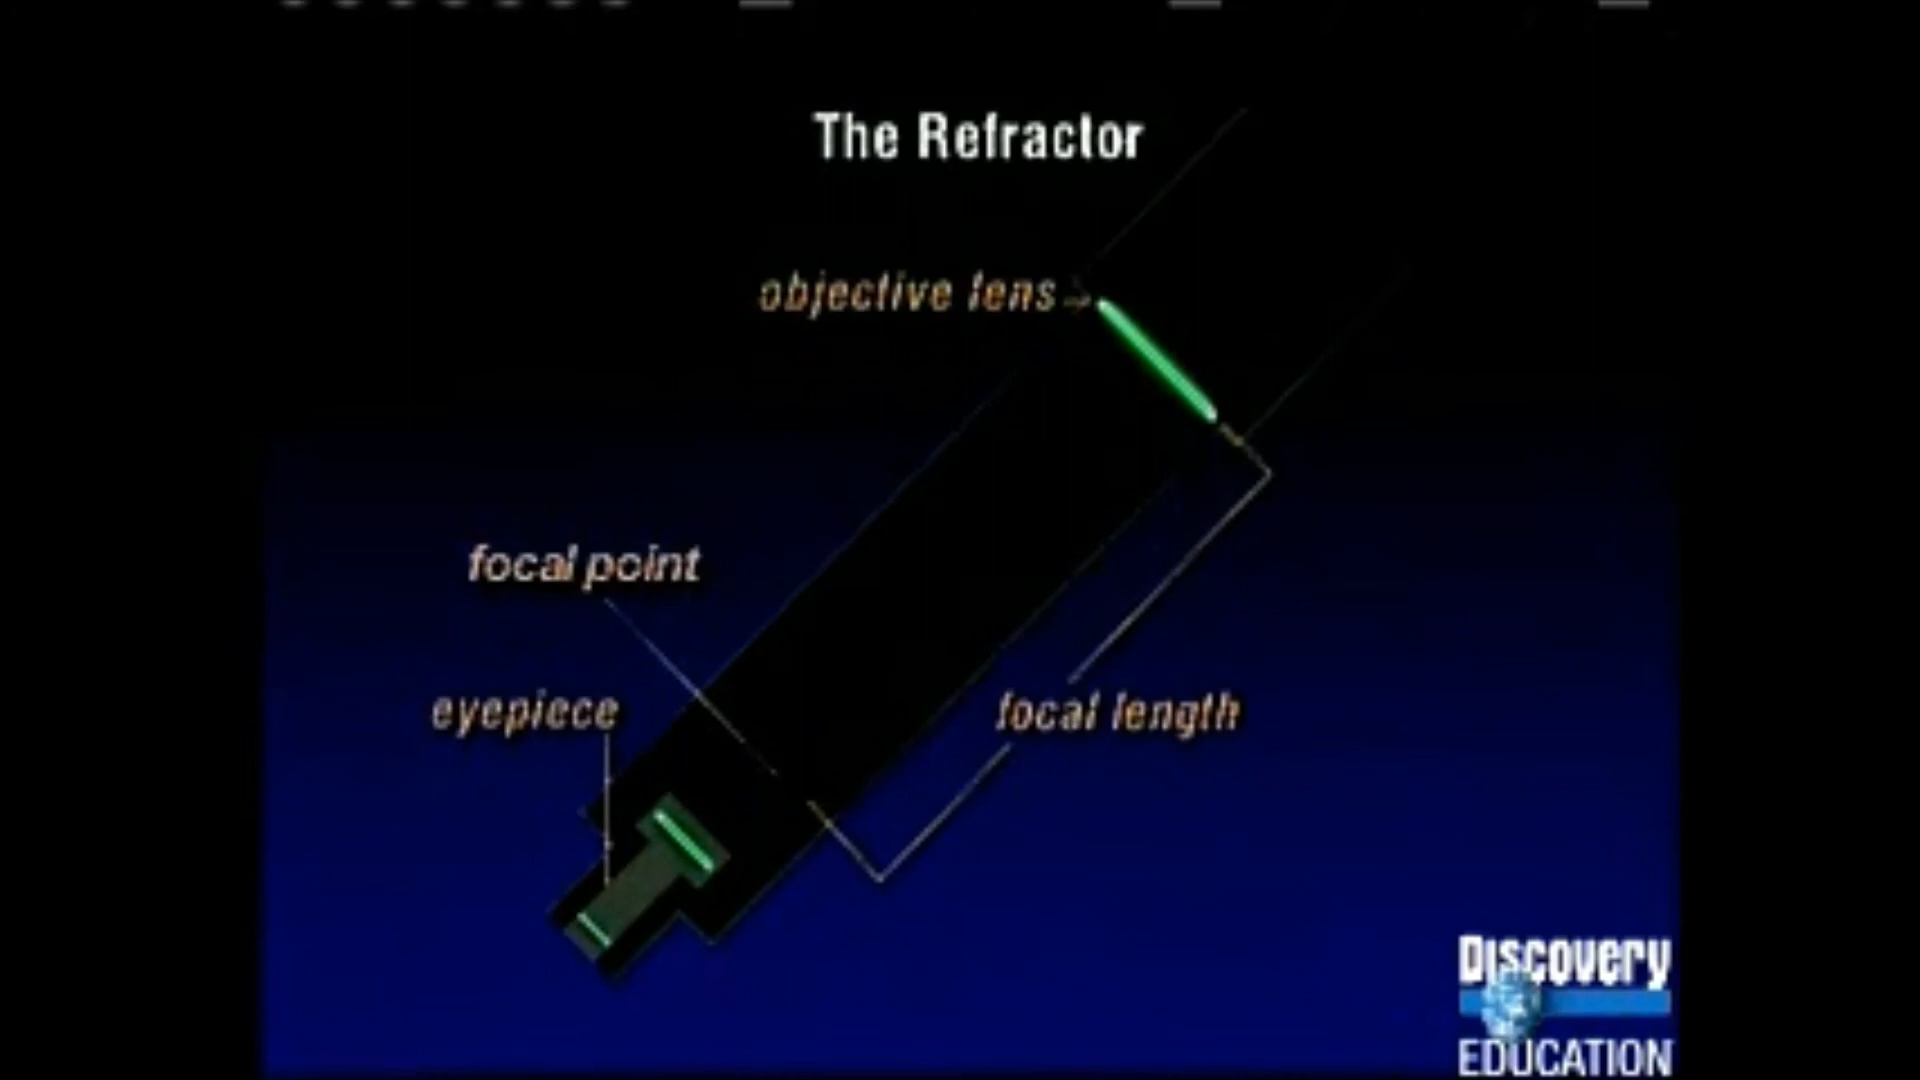 The Refractor
objective lens
focal point
eyepiece
focal length
Discovery
EDUCATION